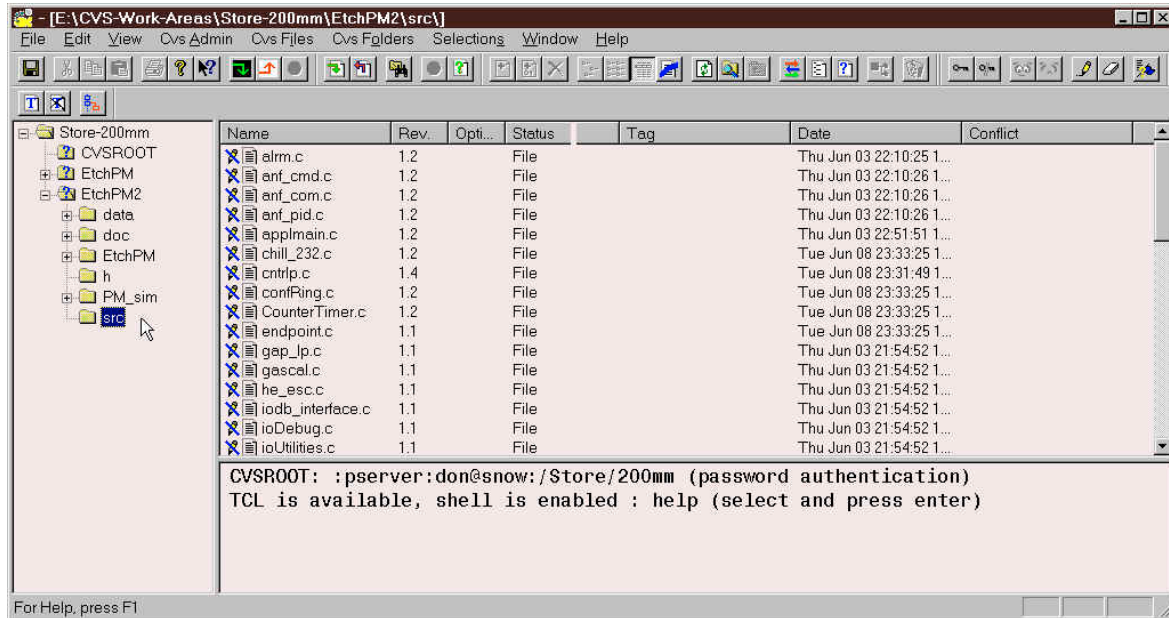 - [E:\CVS-Work-Areas\Store-200mm\EtchPM2\src\]
File Edit View Cvs Admin Cvs Files Cvs Folders Selections Window Help
Store-200mm
CVSROOT
EtchPM
EtchPM2
data
doc
EtchPM
h
PM_sim
src
Name Rev. Opti... Status Tag Date Conflict
alrm.c 1.2 File Thu Jun 03 22:10:25 1...
anf_cmd.c 1.2 File Thu Jun 03 22:10:26 1...
anf_com.c 1.2 File Thu Jun 03 22:10:26 1...
anf_pid.c 1.2 File Thu Jun 03 22:10:26 1...
applmain.c 1.2 File Thu Jun 03 22:51:51 1...
chill_232.c 1.2 File Tue Jun 08 23:33:25 1...
cntrlp.c 1.4 File Tue Jun 08 23:31:49 1...
confRing.c 1.2 File Tue Jun 08 23:33:25 1...
CounterTimer.c 1.2 File Tue Jun 08 23:33:25 1...
endpoint.c 1.1 File Tue Jun 08 23:33:25 1...
gap_lp.c 1.1 File Thu Jun 03 21:54:52 1...
gascal.c 1.1 File Thu Jun 03 21:54:52 1...
he_esc.c 1.1 File Thu Jun 03 21:54:52 1...
iodb_interface.c 1.1 File Thu Jun 03 21:54:52 1...
ioDebug.c 1.1 File Thu Jun 03 21:54:52 1...
ioUtilities.c 1.1 File Thu Jun 03 21:54:52 1...
CVSROOT: :pserver:don@snow:/Store/200mm (password authentication)
TCL is available, shell is enabled : help (select and press enter)
For Help, press F1